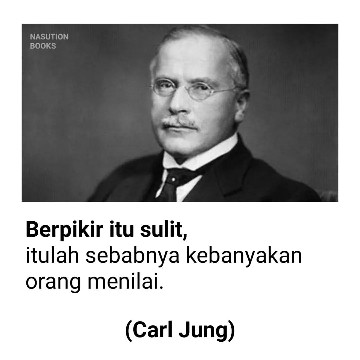 NASUTION
BOOKS
Berpikir itu sulit,
itulah sebabnya kebanyakan
orang menilai.
(Carl Jung)